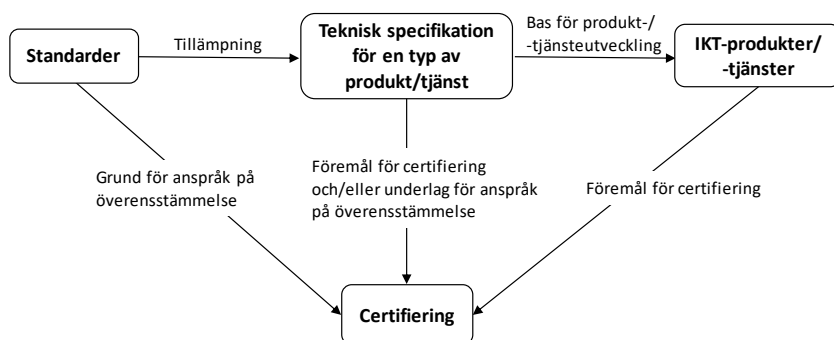 Standarder
Tillämpning
Teknisk specifikation
för en typ av
produkt/tjänst
Bas för produkt-/
-tjänsteutveckling
IKT-produkter/
-tjänster
Grund för anspråk på
överensstämmelse
Föremål för certifiering
och/eller underlag för anspråk
på överensstämmelse
Föremål för certifiering
Certifiering